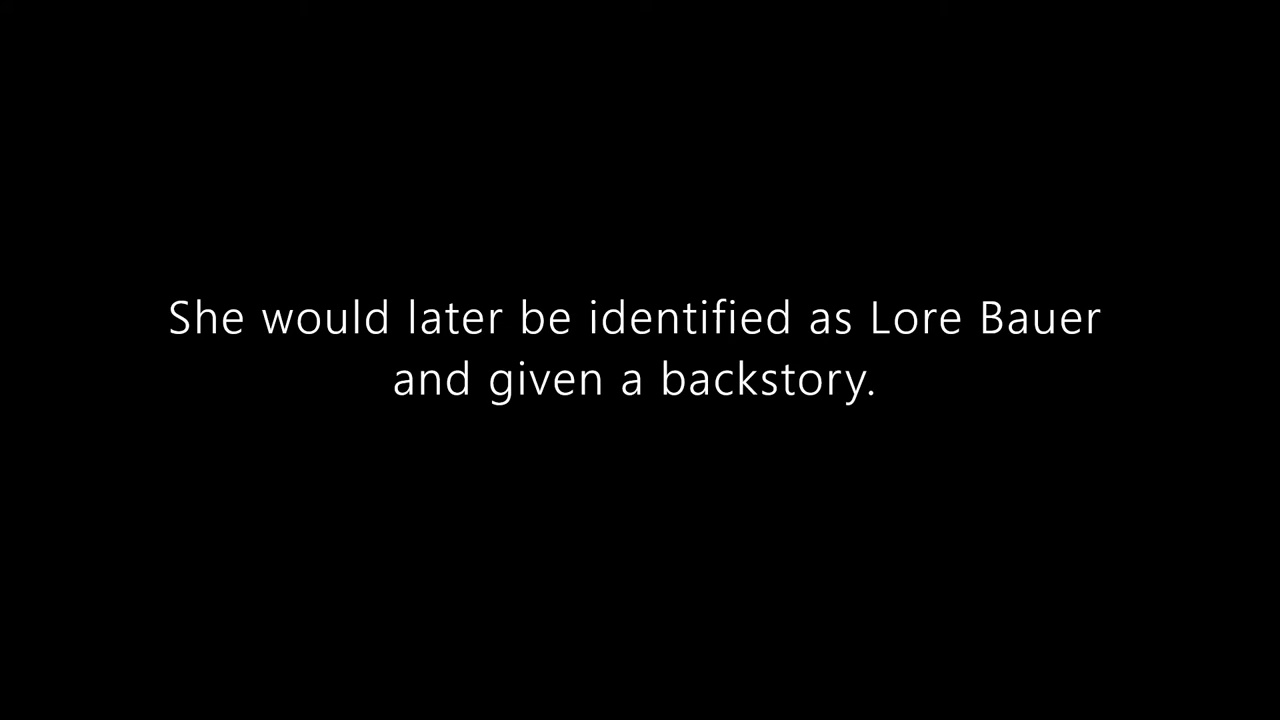 She would later be identified as Lore Bauer
and given a backstory.